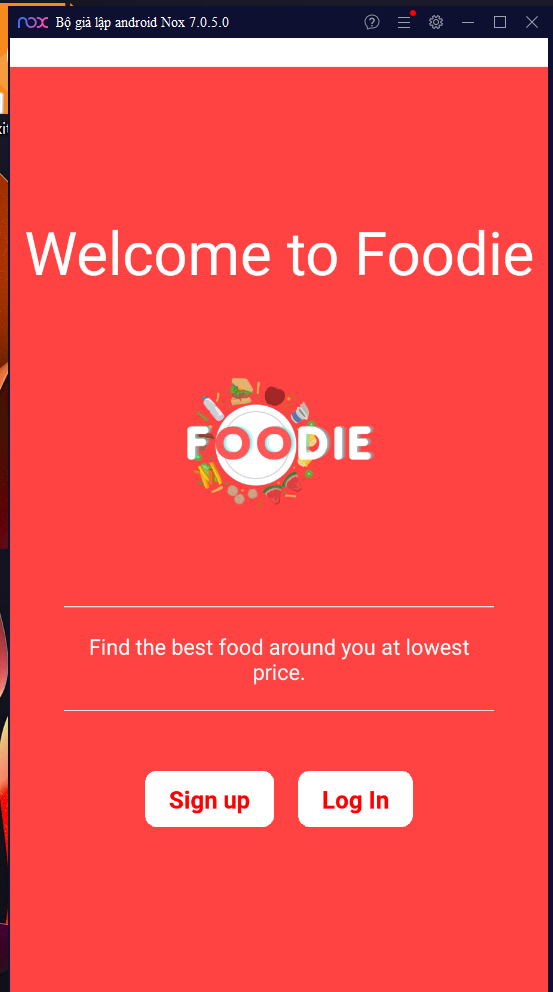 nox Bộ giả lập android Nox 7.0.5.0
Welcome to Foodie
FOODIE
Find the best food around you at lowest
price.
Sign up Log In